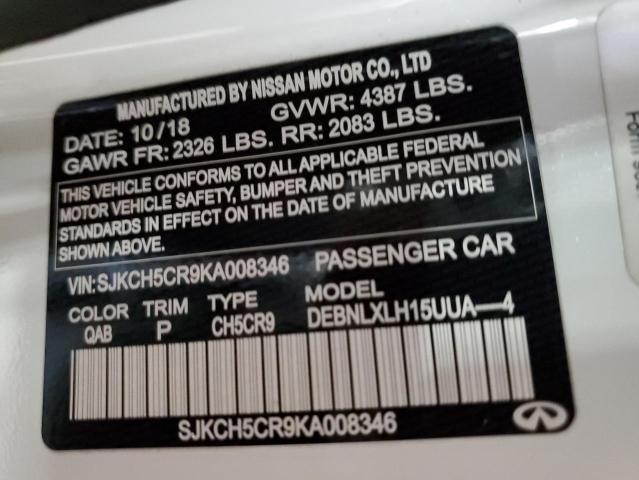 MANUFACTURED BY NISSAN MOTOR CO., LTD
DATE: 10/18 GVWR: 4387 LBS.
GAWR FR: 2326 LBS. RR: 2083 LBS.
THIS VEHICLE CONFORMS TO ALL APPLICABLE FEDERAL
MOTOR VEHICLE SAFETY, BUMPER AND THEFT PREVENTION
STANDARDS IN EFFECT ON THE DATE OF MANUFACTURE
SHOWN ABOVE.
VIN: SJKCH5CR9KA008346 PASSENGER CAR
COLOR TRIM TYPE MODEL
QAB P CH5CR9 DEBNLXLH15UUA—4
SJKCH5CR9KA008346